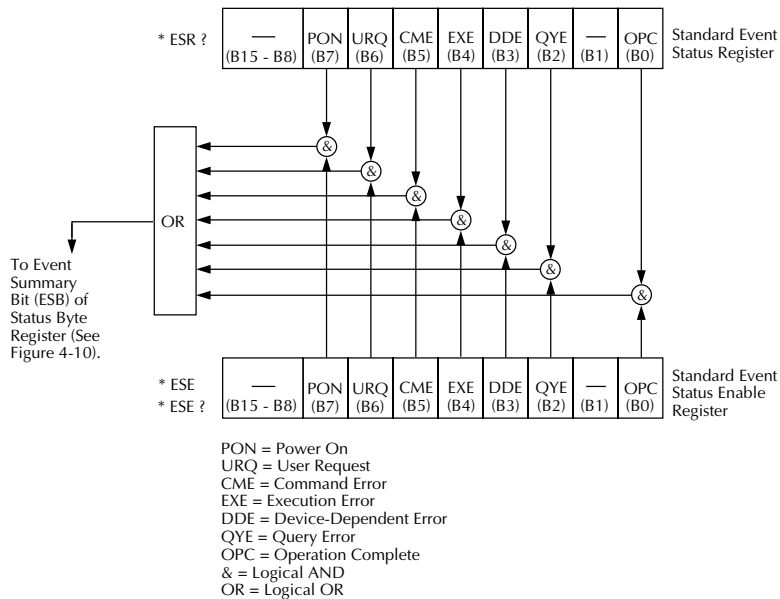 * ESR ?
— PON URQ CME EXE DDE QYE — OPC
(B15 - B8) (B7) (B6) (B5) (B4) (B3) (B2) (B1) (B0)
Standard Event
Status Register
& & & & & & &
OR
To Event
Summary
Bit (ESB) of
Status Byte
Register (See
Figure 4-10).
* ESE
* ESE ?
— PON URQ CME EXE DDE QYE — OPC
(B15 - B8) (B7) (B6) (B5) (B4) (B3) (B2) (B1) (B0)
Standard Event
Status Enable
Register
PON = Power On
URQ = User Request
CME = Command Error
EXE = Execution Error
DDE = Device-Dependent Error
QYE = Query Error
OPC = Operation Complete
& = Logical AND
OR = Logical OR